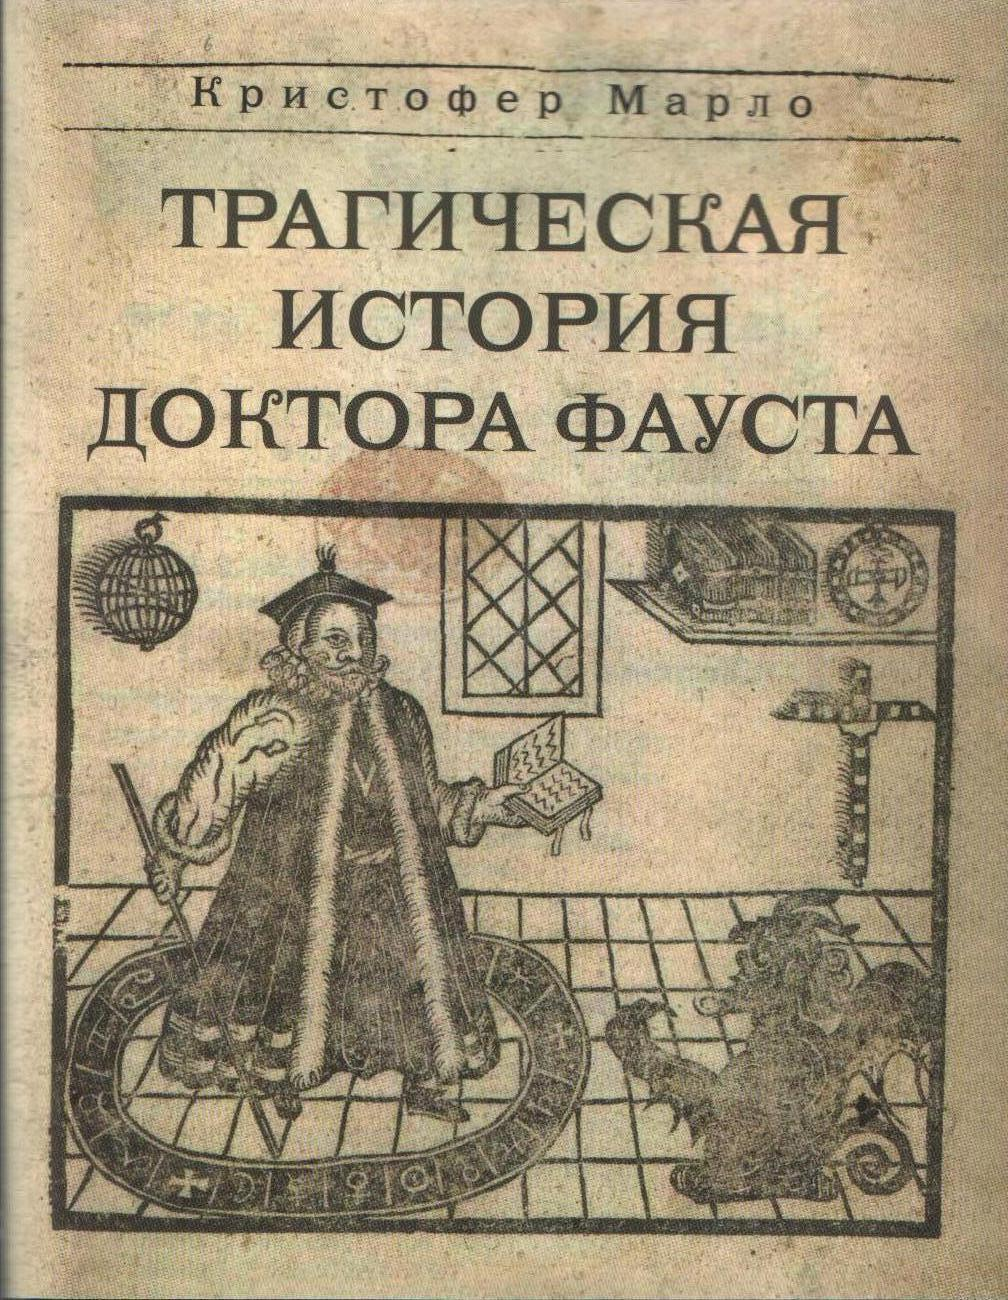 Кристофер Марло
ТРАГИЧЕСКАЯ
ИСТОРИЯ
ДОКТОРА ФАУСТА